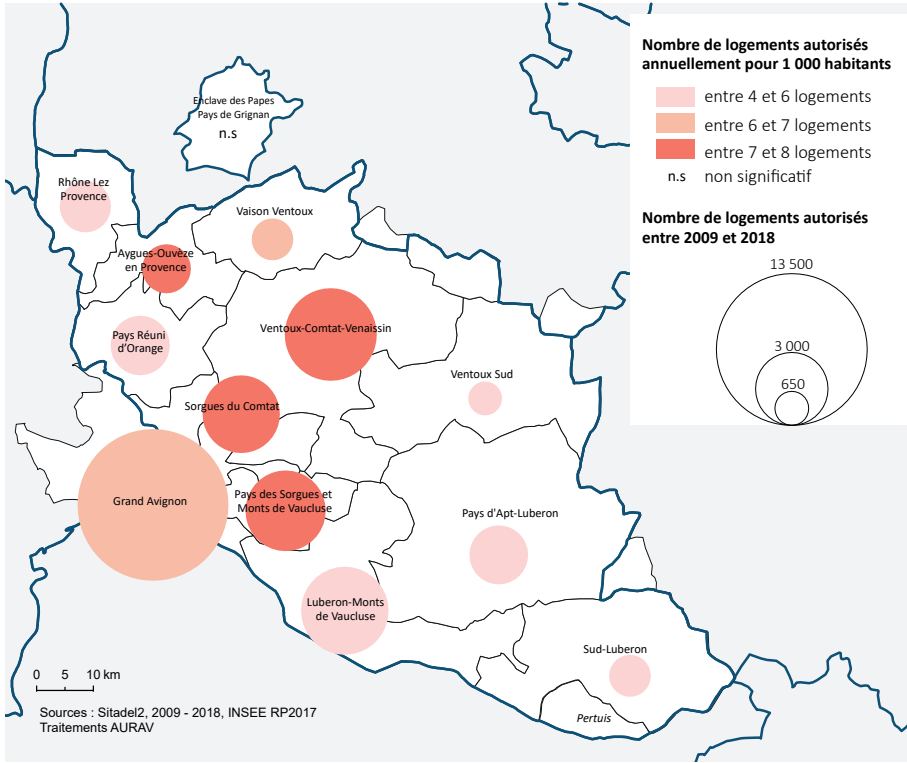 Nombre de logements autorisés
annuellement pour 1 000 habitants
entre 4 et 6 logements
entre 6 et 7 logements
entre 7 et 8 logements
n.s non significatif
Nombre de logements autorisés
entre 2009 et 2018
13 500
3 000
650
Enclave des Papes
Pays de Grignan
n.s
Rhône Lez
Provence
Vaison Ventoux
Aygues-Ouvèze
en Provence
Pays Réuni
d'Orange
Ventoux-Comtat-Venaissin
Ventoux Sud
Sorgues du Comtat
Grand Avignon
Pays des Sorgues et
Monts de Vaucluse
Pays d'Apt-Luberon
Luberon-Monts
de Vaucluse
Sud-Luberon
Pertuis
0 5 10 km
Sources : Sitadel2, 2009 - 2018, INSEE RP2017
Traitements AURAV